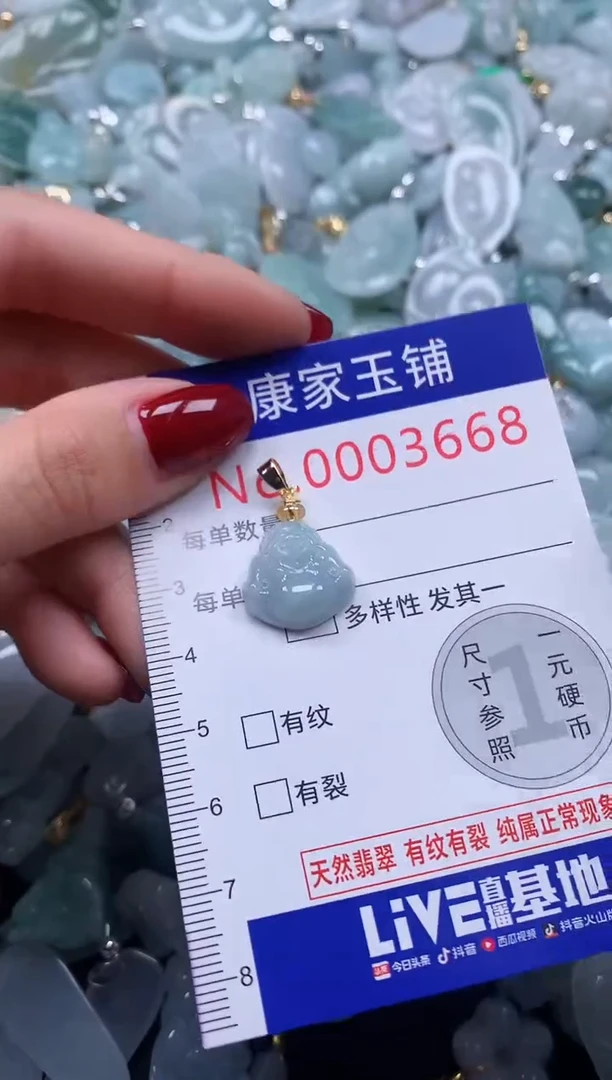 康家玉铺
No.0003668
2
每单数量
3
每单
多样性 发其一
4
尺寸参照
1
一元硬币
5
有纹
6
有裂
天然翡翠 有纹有裂 纯属正常现象
7
LiVE直播基地
8
头条 今日头条 抖音 西瓜视频 抖音火山版